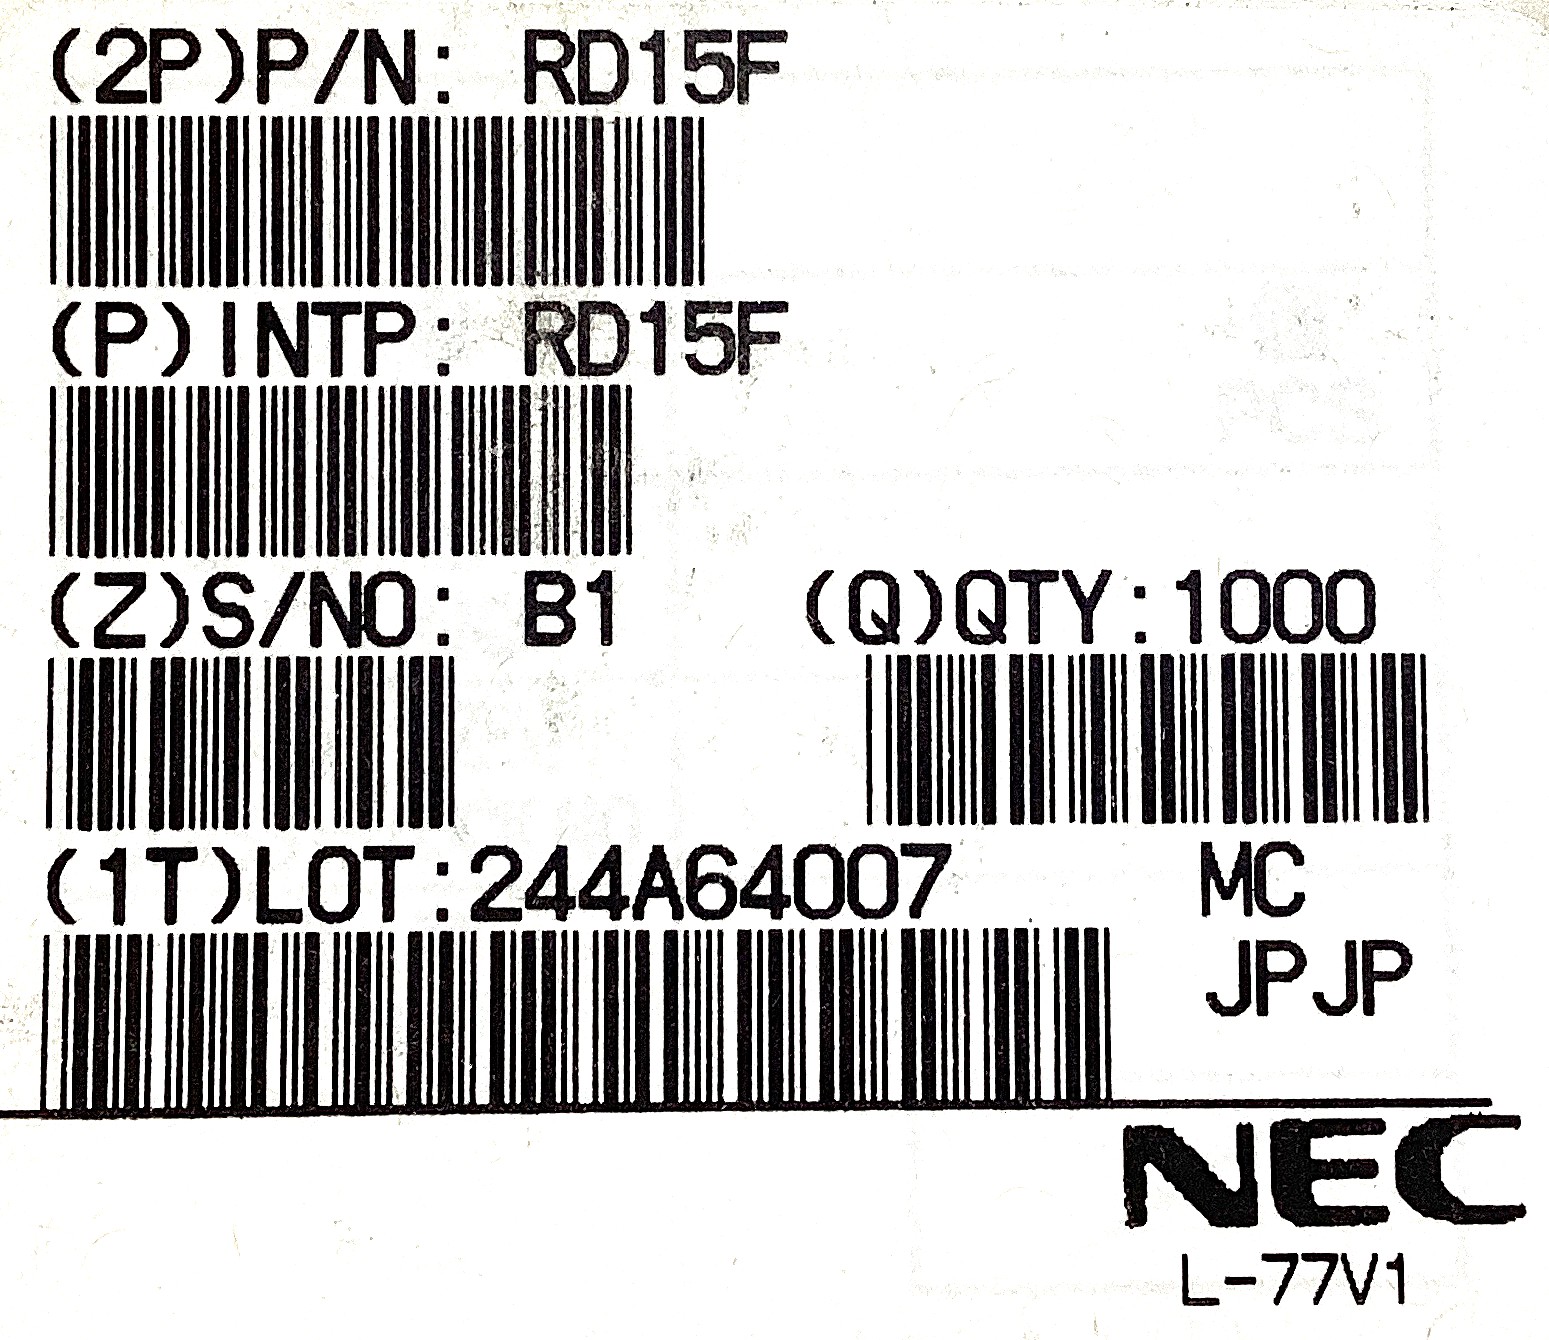 (2P)P/N: RD15F
(P)INTP: RD15F
(Z)S/NO: B1 (Q)QTY:1000
(1T)LOT:244A64007 MC
JPJP
NEC
L-77V1